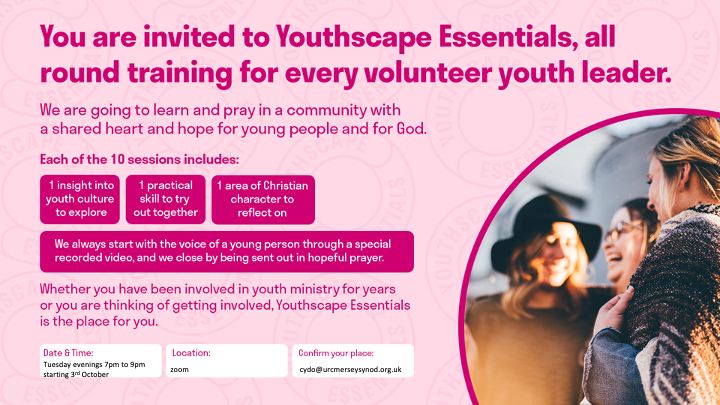 You are invited to Youthscape Essentials, all
round training for every volunteer youth leader.
We are going to learn and pray in a community with
a shared heart and hope for young people and for God.
Each of the 10 sessions includes:
1 insight into
youth culture
to explore
1 practical
skill to try
out together
1 area of Christian
character to
reflect on
We always start with the voice of a young person through a special
recorded video, and we close by being sent out in hopeful prayer.
Whether you have been involved in youth ministry for years
or you are thinking of getting involved, Youthscape Essentials
is the place for you.
Date & Time:
Tuesday evenings 7pm to 9pm
starting 3rd October
Location:
zoom
Confirm your place:
cydo@urcmerseysynod.org.uk